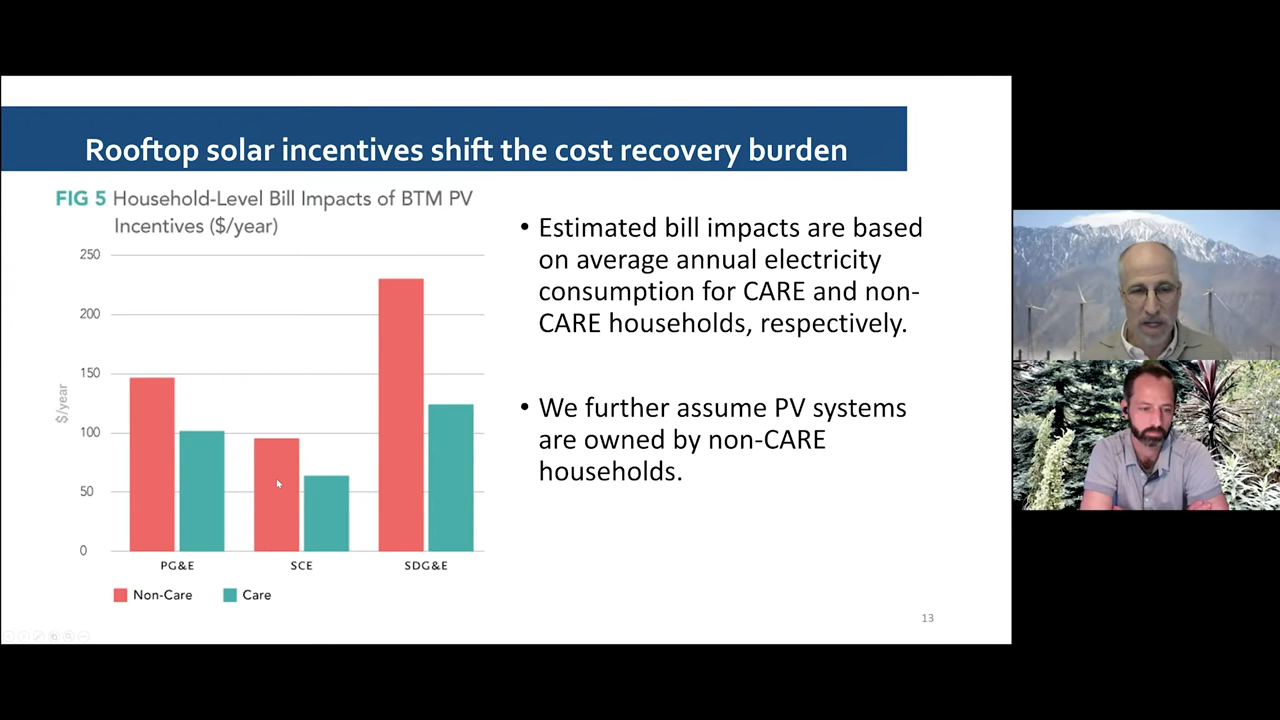 Rooftop solar incentives shift the cost recovery burden
FIG 5 Household-Level Bill Impacts of BTM PV
Incentives ($/year)
250
200
150
100
50
0
$/year
PG&E
SCE
SDG&E
Non-Care
Care
• Estimated bill impacts are based
on average annual electricity
consumption for CARE and non-
CARE households, respectively.
• We further assume PV systems
are owned by non-CARE
households.
13